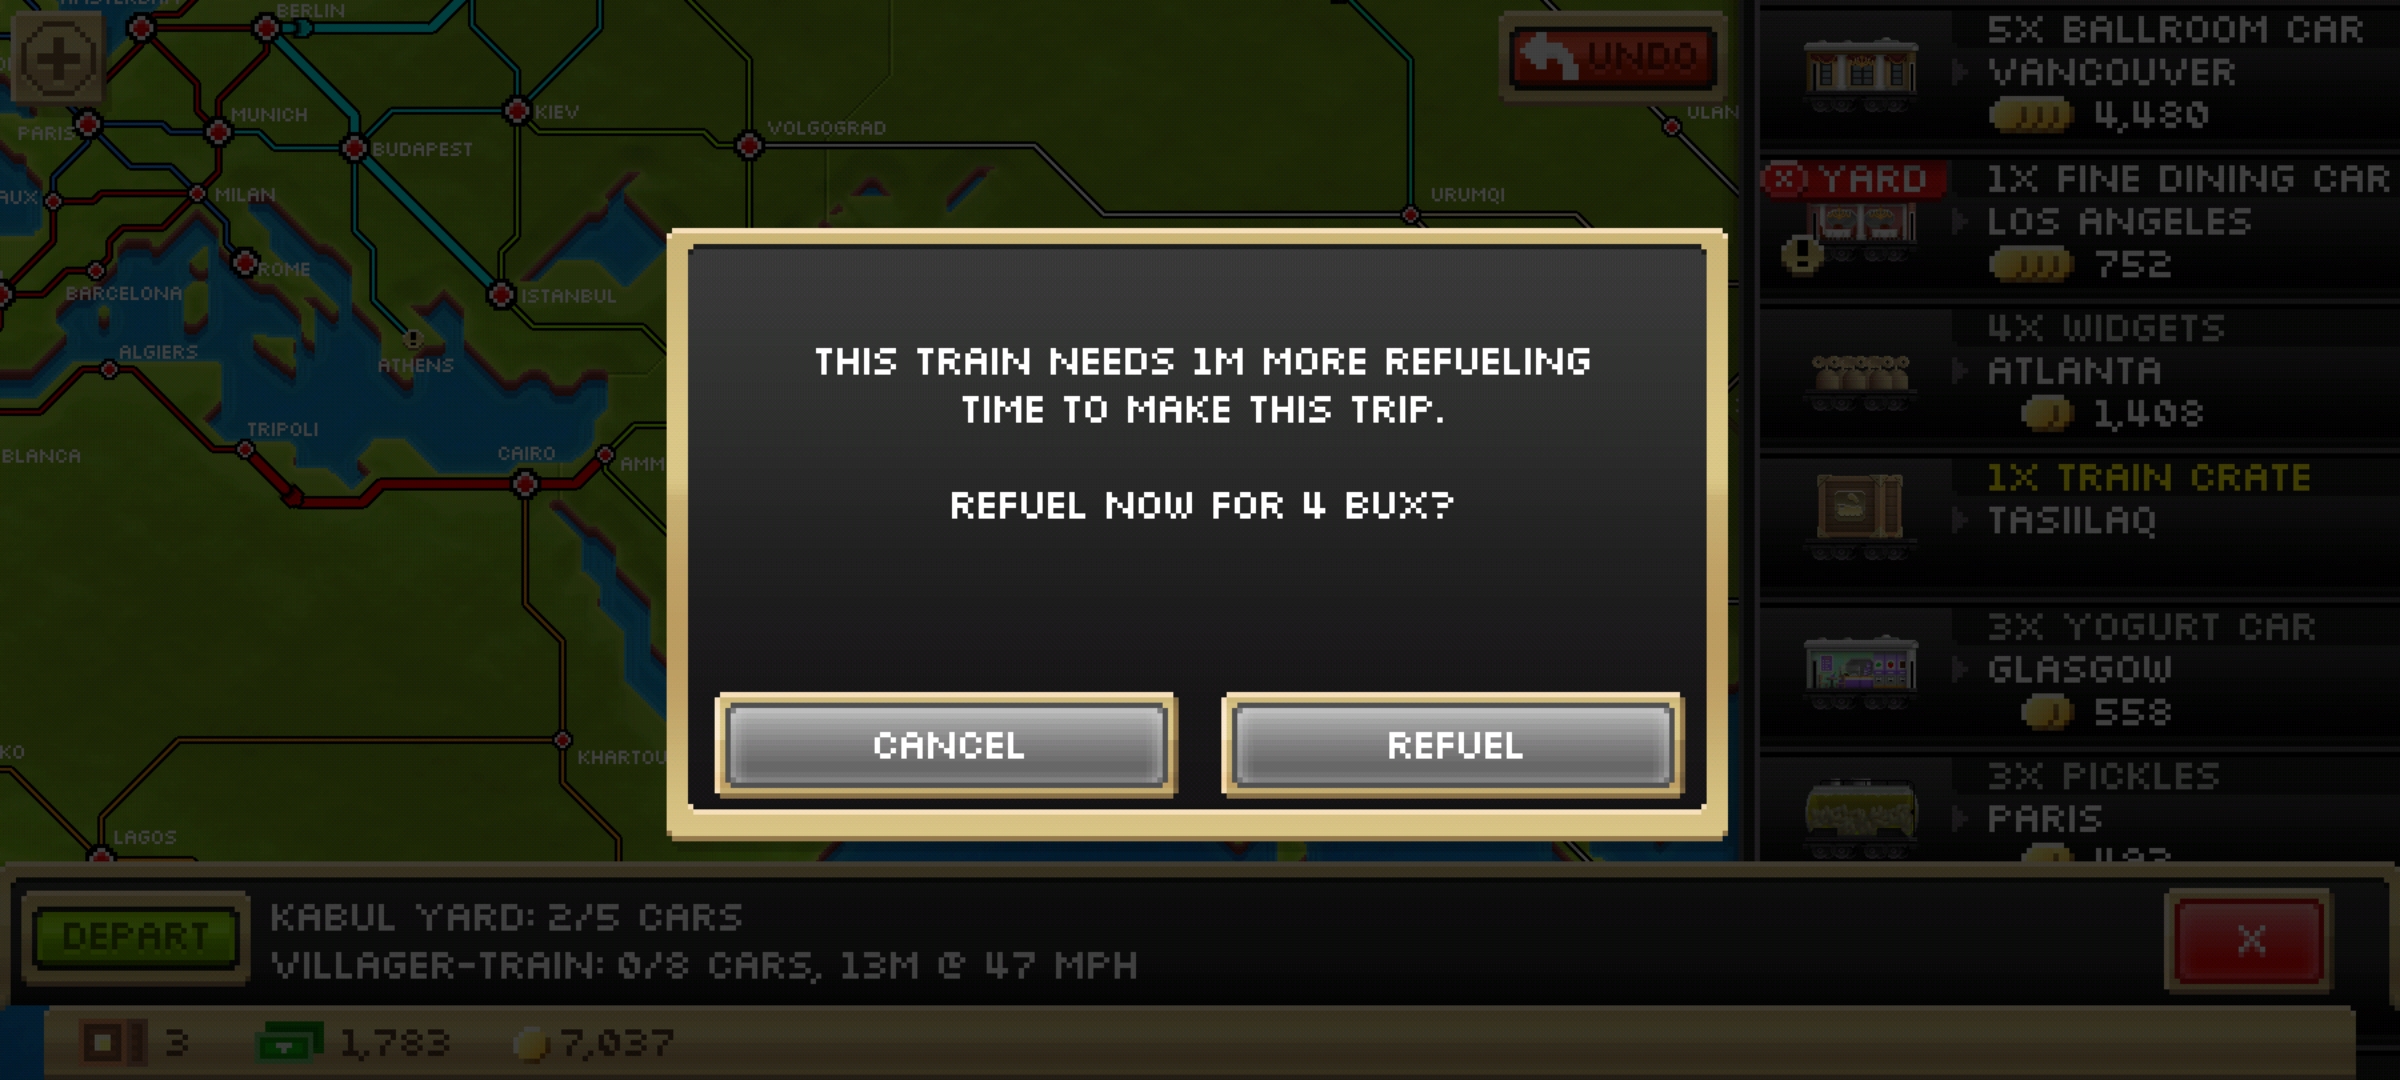 BERLIN
MUNICH
PARIS
KIEV
VOLGOGRAD
BUDAPEST
MILAN
AUX
ROME
BARCELONA
ISTANBUL
ALGIERS
ATHENS
TRIPOLI
CAIRO
BLANCA
AMM
KHARTOU
KO
LAGOS
URUMQI
ULAN
UNDO
5X BALLROOM CAR
VANCOUVER
4,480
YARD
1X FINE DINING CAR
LOS ANGELES
752
4X WIDGETS
ATLANTA
1,408
1X TRAIN CRATE
TASIILAQ
3X YOGURT CAR
GLASGOW
558
3X PICKLES
PARIS
THIS TRAIN NEEDS 1M MORE REFUELING
TIME TO MAKE THIS TRIP.
REFUEL NOW FOR 4 BUX?
CANCEL
REFUEL
DEPART
KABUL YARD: 2/5 CARS
VILLAGER-TRAIN: 0/8 CARS, 13M @ 47 MPH
X
3
1,783
7,037